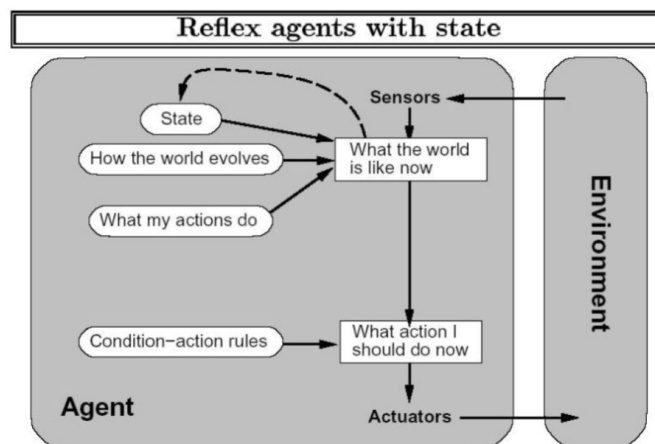 Reflex agents with state
Sensors
State
What the world
is like now
How the world evolves
What my actions do
Environment
Condition−action rules
What action I
should do now
Agent
Actuators